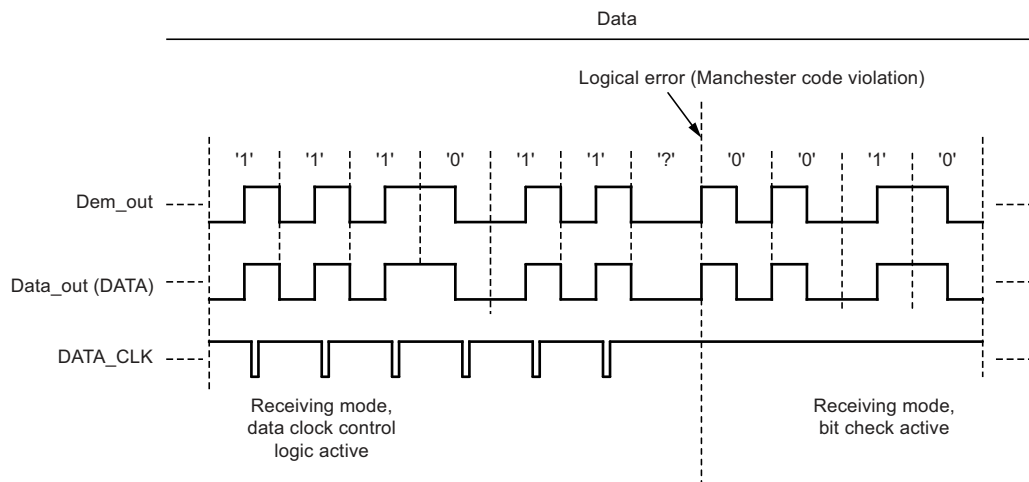 Data
Logical error (Manchester code violation)
'1' '1' '1' '0' '1' '1' '?' '0' '0' '1' '0'
Dem_out
Data_out (DATA)
DATA_CLK
Receiving mode,
data clock control
logic active
Receiving mode,
bit check active